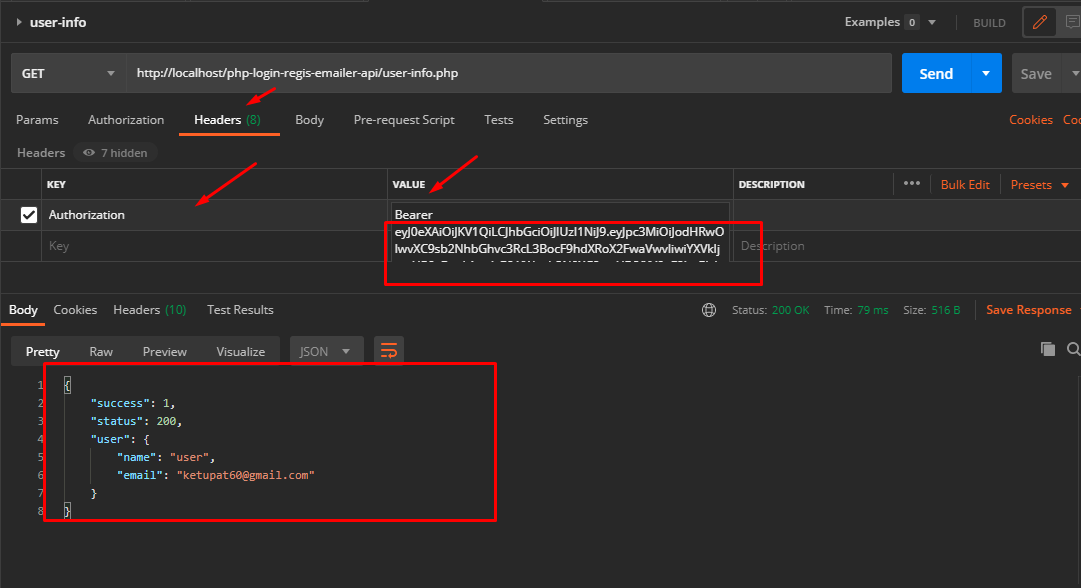 user-info
Examples 0
BUILD
GET
http://localhost/php-login-regis-emailer-api/user-info.php
Send
Save
Params Authorization Headers (8) Body Pre-request Script Tests Settings
Cookies
Headers 7 hidden
KEY VALUE DESCRIPTION
••• Bulk Edit Presets
Authorization
Bearer
eyJ0eXAiOiJKV1QiLCJhbGciOiJIUzI1NiJ9.eyJpc3MiOiJodHRwO
lwvXC9sb2NhbGhvc3RcL3BocF9hdXRoX2FwaVwvIiwiYXVkIj
Key
Description
Body Cookies Headers (10) Test Results
Status: 200 OK Time: 79 ms Size: 516 B
Save Response
Pretty Raw Preview Visualize JSON
1 {
2 "success": 1,
3 "status": 200,
4 "user": {
5 "name": "user",
6 "email": "ketupat60@gmail.com"
7 }
8 }